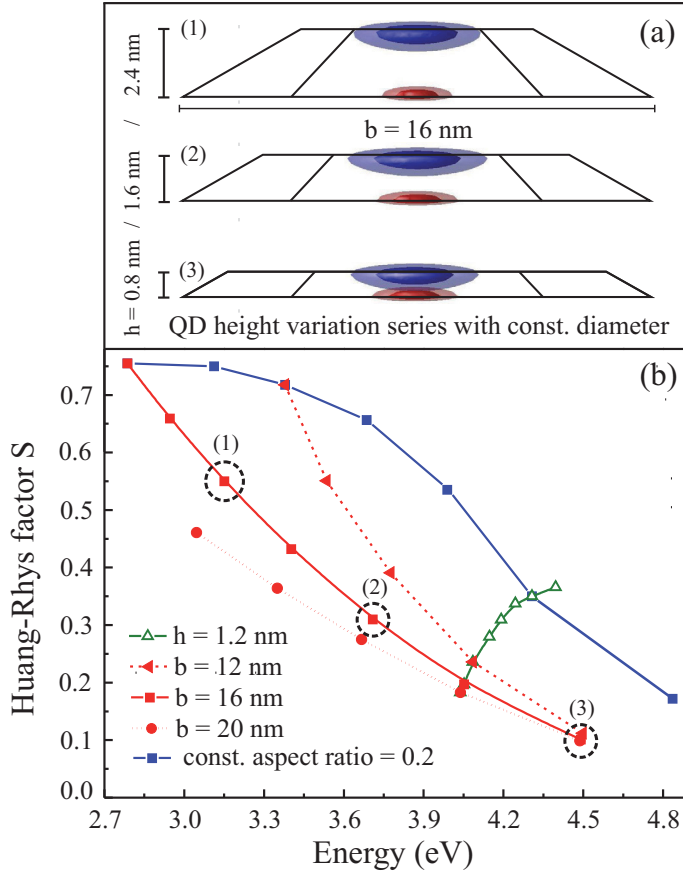 (1)
(a)
b = 16 nm
(2)
(3)
h = 0.8 nm / 1.6 nm / 2.4 nm
QD height variation series with const. diameter
(b)
0.7
0.6
0.5
0.4
0.3
0.2
0.1
0.0
Huang-Rhys factor S
(1)
(2)
(3)
h = 1.2 nm
b = 12 nm
b = 16 nm
b = 20 nm
const. aspect ratio = 0.2
2.7 3.0 3.3 3.6 3.9 4.2 4.5 4.8
Energy (eV)